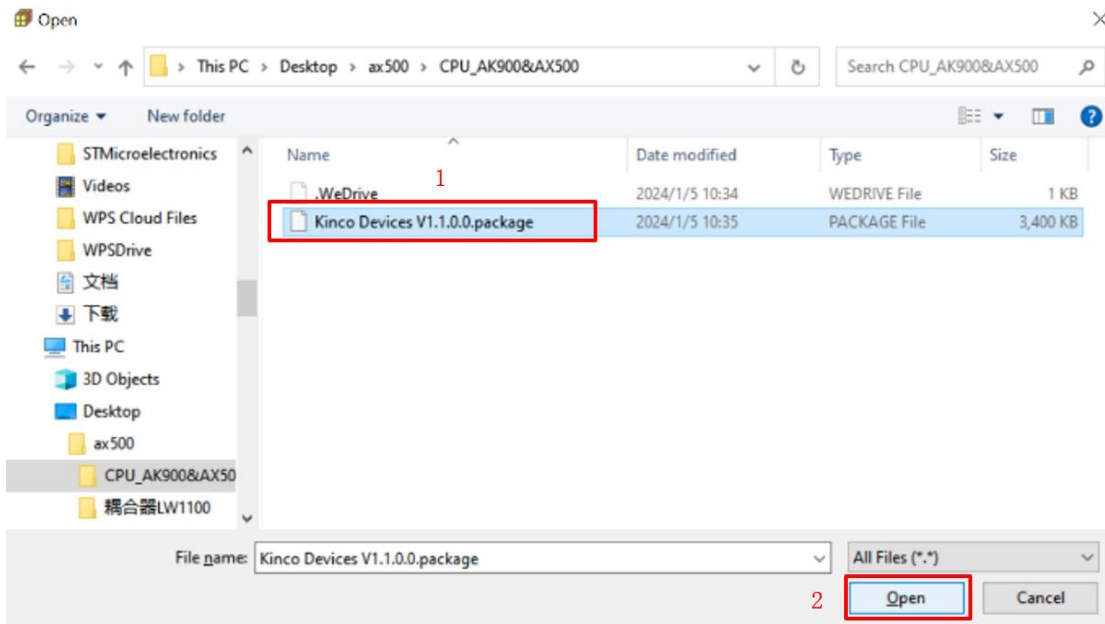 Open
This PC > Desktop > ax500 > CPU_AK900&AX500
Search CPU_AK900&AX500
Organize
New folder
Name
Date modified
Type
Size
1
.WeDrive
2024/1/5 10:34
WEDRIVE File
1 KB
Kinco Devices V1.1.0.0.package
2024/1/5 10:35
PACKAGE File
3,400 KB
STMicroelectronics
Videos
WPS Cloud Files
WPSDrive
文档
下载
This PC
3D Objects
Desktop
ax500
CPU_AK900&AX50
耦合器LW1100
File name:
Kinco Devices V1.1.0.0.package
All Files (*.*)
2
Open
Cancel